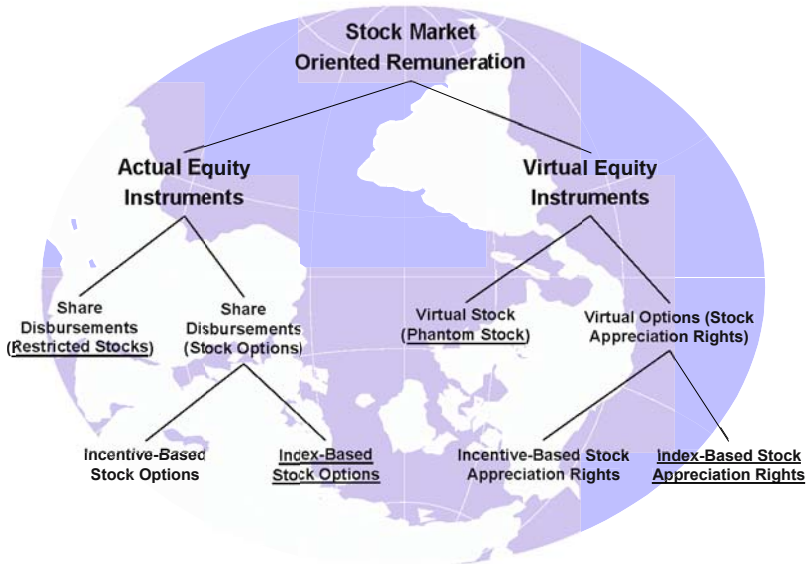 Stock Market
Oriented Remuneration
Actual Equity
Instruments
Virtual Equity
Instruments
Share
Disbursements
(Restricted Stocks)
Share
Disbursements
(Stock Options)
Virtual Stock
(Phantom Stock)
Virtual Options (Stock
Appreciation Rights)
Incentive-Based
Stock Options
Index-Based
Stock Options
Incentive-Based Stock
Appreciation Rights
Index-Based Stock
Appreciation Rights